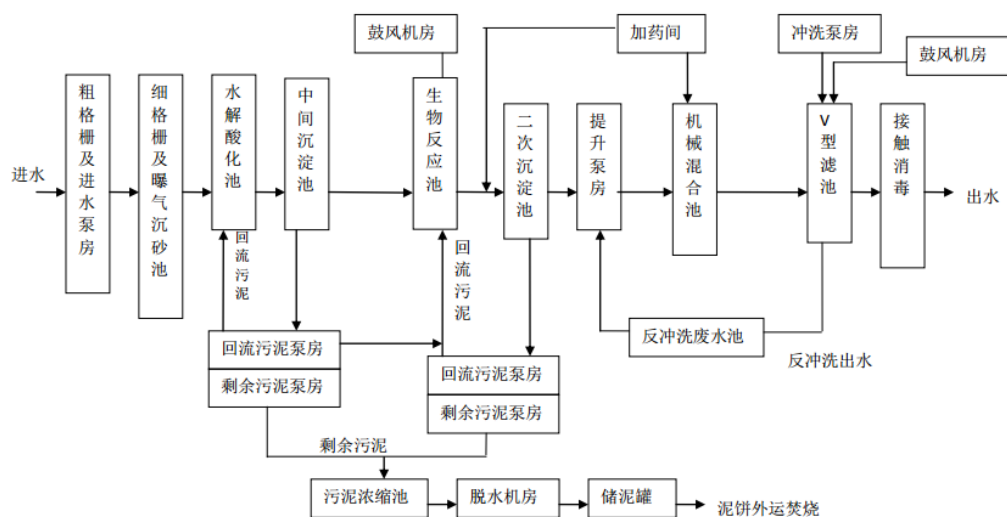 鼓风机房
加药间
冲洗泵房
鼓风机房
进水
粗格栅及进水泵房
细格栅及曝气沉砂池
水解酸化池
中间沉淀池
生物反应池
二次沉淀池
提升泵房
机械混合池
V型滤池
接触消毒
出水
回流污泥
回流污泥
回流污泥泵房
剩余污泥泵房
回流污泥泵房
剩余污泥泵房
反冲洗废水池
反冲洗出水
剩余污泥
污泥浓缩池
脱水机房
储泥罐
泥饼外运焚烧